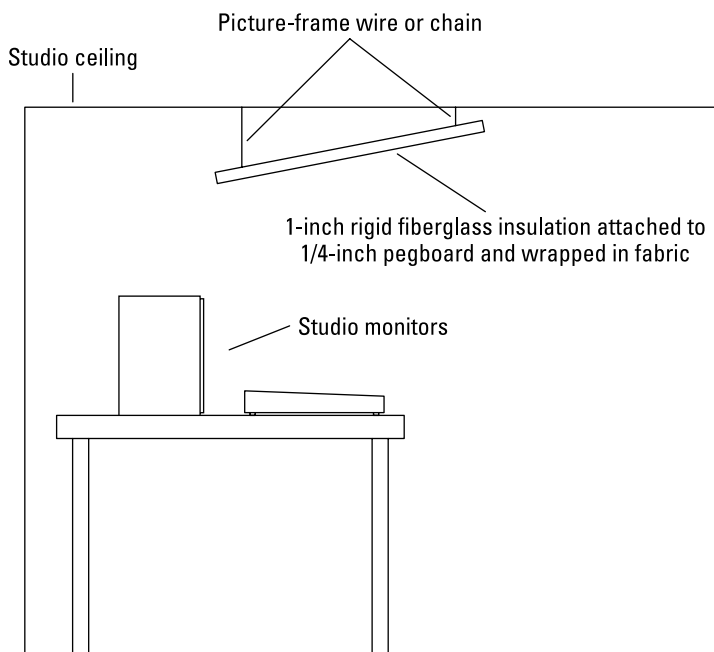 Picture-frame wire or chain
Studio ceiling
1-inch rigid fiberglass insulation attached to
1/4-inch pegboard and wrapped in fabric
Studio monitors